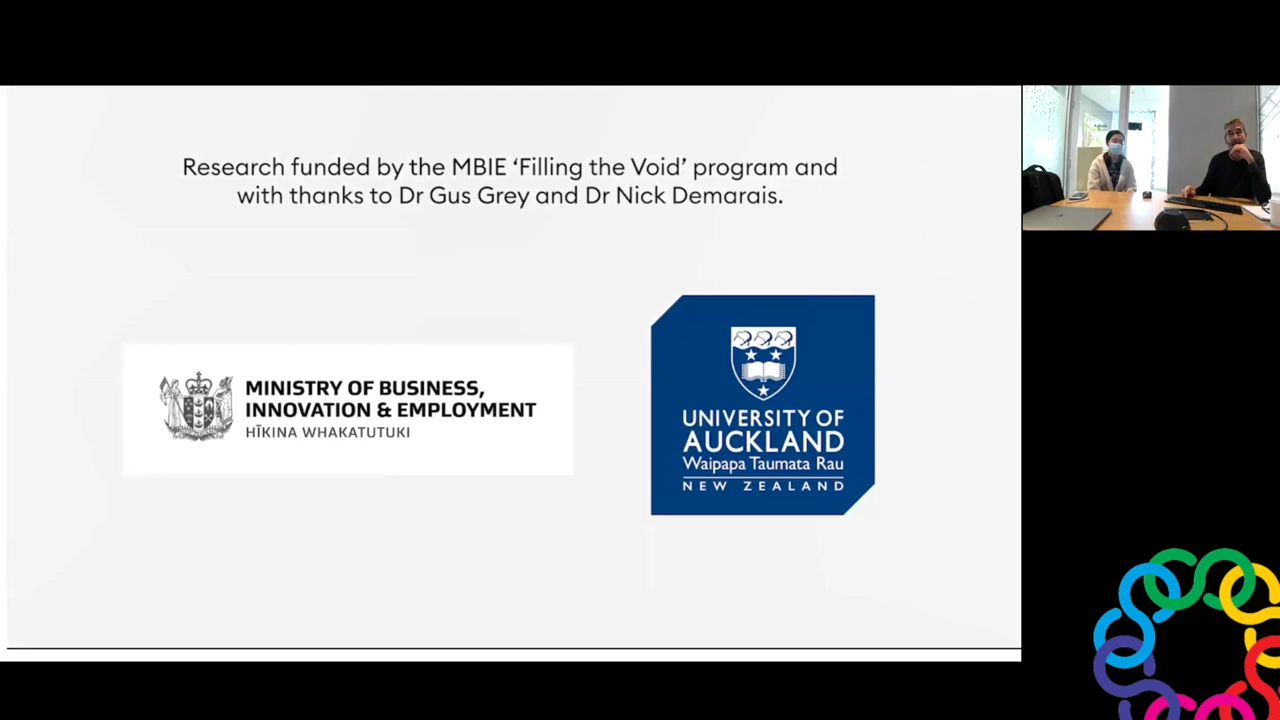 Research funded by the MBIE ‘Filling the Void’ program and
with thanks to Dr Gus Grey and Dr Nick Demarais.
MINISTRY OF BUSINESS,
INNOVATION & EMPLOYMENT
HĪKINA WHAKATUTUKI
UNIVERSITY OF
AUCKLAND
Waipapa Taumata Rau
NEW ZEALAND